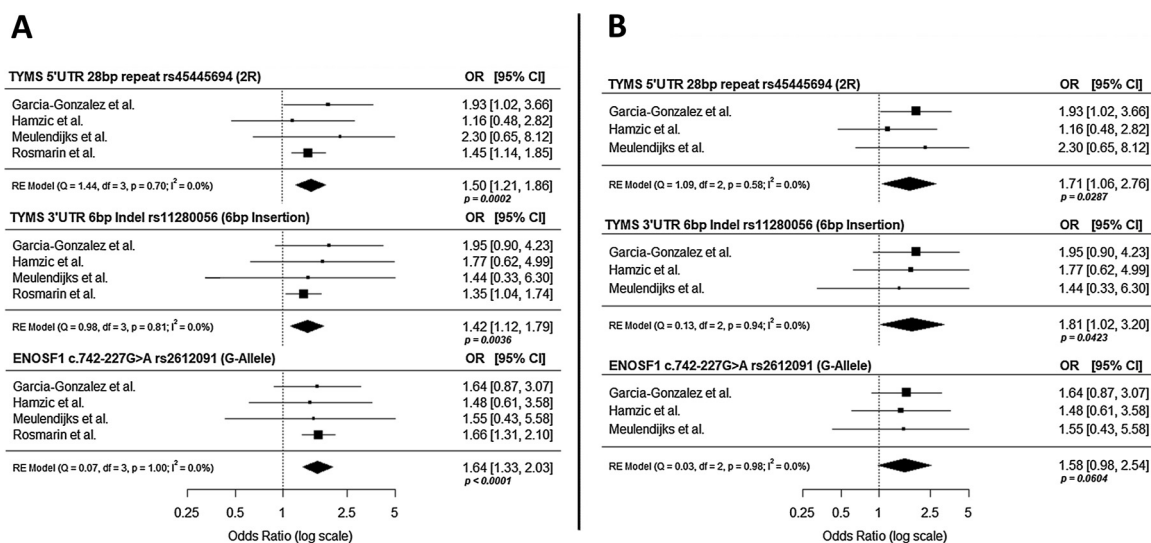 A
TYMS 5'UTR 28bp repeat rs45445694 (2R) OR [95% CI]
Garcia-Gonzalez et al. 1.93 [1.02, 3.66]
Hamzic et al. 1.16 [0.48, 2.82]
Meulendijks et al. 2.30 [0.65, 8.12]
Rosmarin et al. 1.45 [1.14, 1.85]
RE Model (Q = 1.44, df = 3, p = 0.70; I² = 0.0%) 1.50 [1.21, 1.86]
p = 0.0002
TYMS 3'UTR 6bp Indel rs11280056 (6bp Insertion) OR [95% CI]
Garcia-Gonzalez et al. 1.95 [0.90, 4.23]
Hamzic et al. 1.77 [0.62, 4.99]
Meulendijks et al. 1.44 [0.33, 6.30]
Rosmarin et al. 1.35 [1.04, 1.74]
RE Model (Q = 0.98, df = 3, p = 0.81; I² = 0.0%) 1.42 [1.12, 1.79]
p = 0.0036
ENOSF1 c.742-227G>A rs2612091 (G-Allele) OR [95% CI]
Garcia-Gonzalez et al. 1.64 [0.87, 3.07]
Hamzic et al. 1.48 [0.61, 3.58]
Meulendijks et al. 1.55 [0.43, 5.58]
Rosmarin et al. 1.66 [1.31, 2.10]
RE Model (Q = 0.07, df = 3, p = 1.00; I² = 0.0%) 1.64 [1.33, 2.03]
p < 0.0001
0.25 0.5 1 2.5 5
Odds Ratio (log scale)
B
TYMS 5'UTR 28bp repeat rs45445694 (2R) OR [95% CI]
Garcia-Gonzalez et al. 1.93 [1.02, 3.66]
Hamzic et al. 1.16 [0.48, 2.82]
Meulendijks et al. 2.30 [0.65, 8.12]
RE Model (Q = 1.09, df = 2, p = 0.58; I² = 0.0%) 1.71 [1.06, 2.76]
p = 0.0287
TYMS 3'UTR 6bp Indel rs11280056 (6bp Insertion) OR [95% CI]
Garcia-Gonzalez et al. 1.95 [0.90, 4.23]
Hamzic et al. 1.77 [0.62, 4.99]
Meulendijks et al. 1.44 [0.33, 6.30]
RE Model (Q = 0.13, df = 2, p = 0.94; I² = 0.0%) 1.81 [1.02, 3.20]
p = 0.0423
ENOSF1 c.742-227G>A rs2612091 (G-Allele) OR [95% CI]
Garcia-Gonzalez et al. 1.64 [0.87, 3.07]
Hamzic et al. 1.48 [0.61, 3.58]
Meulendijks et al. 1.55 [0.43, 5.58]
RE Model (Q = 0.03, df = 2, p = 0.98; I² = 0.0%) 1.58 [0.98, 2.54]
p = 0.0604
0.25 0.5 1 2.5 5
Odds Ratio (log scale)